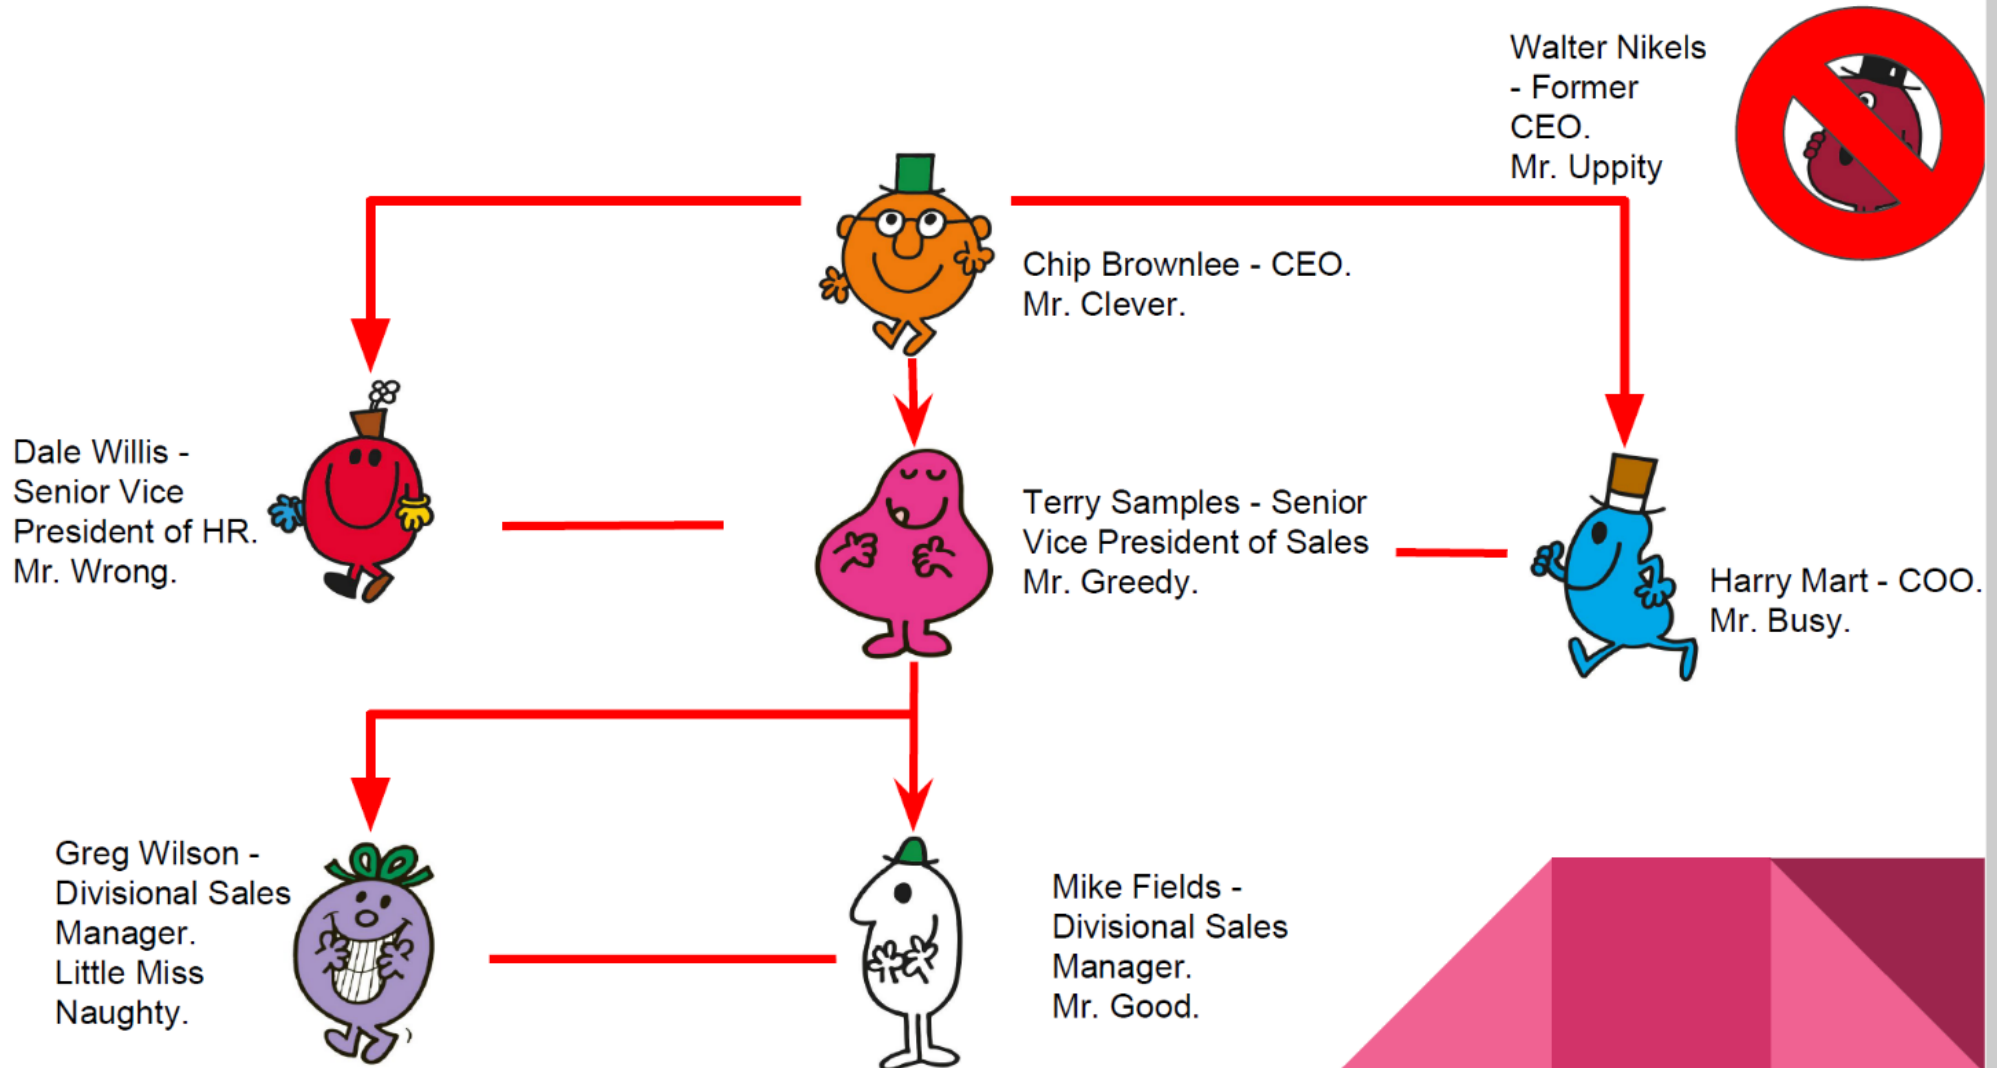 Walter Nikels
- Former
CEO.
Mr. Uppity
Chip Brownlee - CEO.
Mr. Clever.
Dale Willis -
Senior Vice
President of HR.
Mr. Wrong.
Terry Samples - Senior
Vice President of Sales
Mr. Greedy.
Harry Mart - COO.
Mr. Busy.
Greg Wilson -
Divisional Sales
Manager.
Little Miss
Naughty.
Mike Fields -
Divisional Sales
Manager.
Mr. Good.